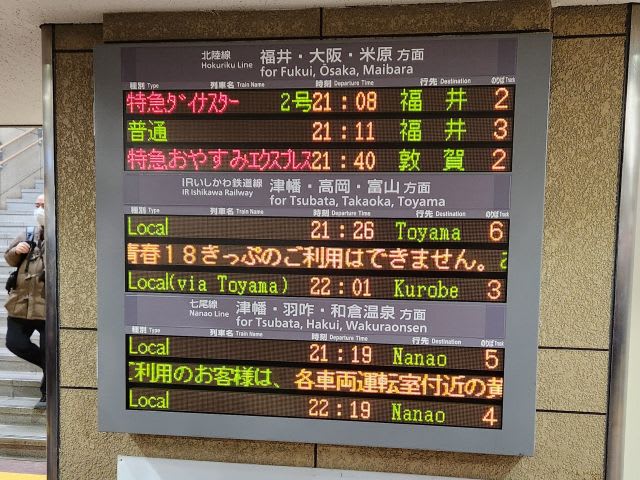 北陸線 福井・大阪・米原 方面
Hokuriku Line for Fukui, Ōsaka, Maibara
種別 Type 列車名 Train Name 時刻 Departure Time 行先 Destination のりば Track
特急ダイナスター 2号 21:08 福井 2
普通 21:11 福井 3
特急おやすみエクスプレス 21:40 敦賀 2
IRいしかわ鉄道線 津幡・高岡・富山 方面
IR Ishikawa Railway for Tsubata, Takaoka, Toyama
種別 Type 列車名 Train Name 時刻 Departure Time 行先 Destination のりば Track
Local 21:26 Toyama 6
青春18きっぷのご利用はできません。
Local(via Toyama) 22:01 Kurobe 3
七尾線 津幡・羽咋・和倉温泉 方面
Nanao Line for Tsubata, Hakui, Wakuraonsen
種別 Type 列車名 Train Name 時刻 Departure Time 行先 Destination のりば Track
Local 21:19 Nanao 5
ご利用のお客様は、各車両運転室付近の黄
Local 22:19 Nanao 4